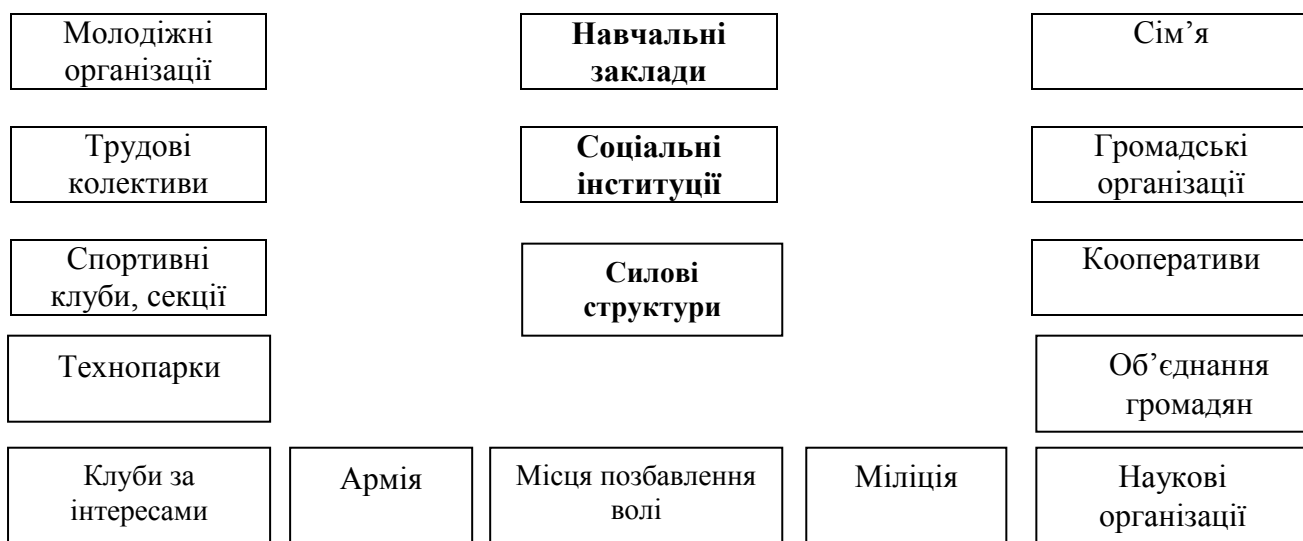 Молодіжні
організації
Навчальні
заклади
Сім’я
Трудові
колективи
Соціальні
інституції
Громадські
організації
Спортивні
клуби, секції
Силові
структури
Кооперативи
Технопарки
Об’єднання
громадян
Клуби за
інтересами
Армія
Місця позбавлення
волі
Міліція
Наукові
організації